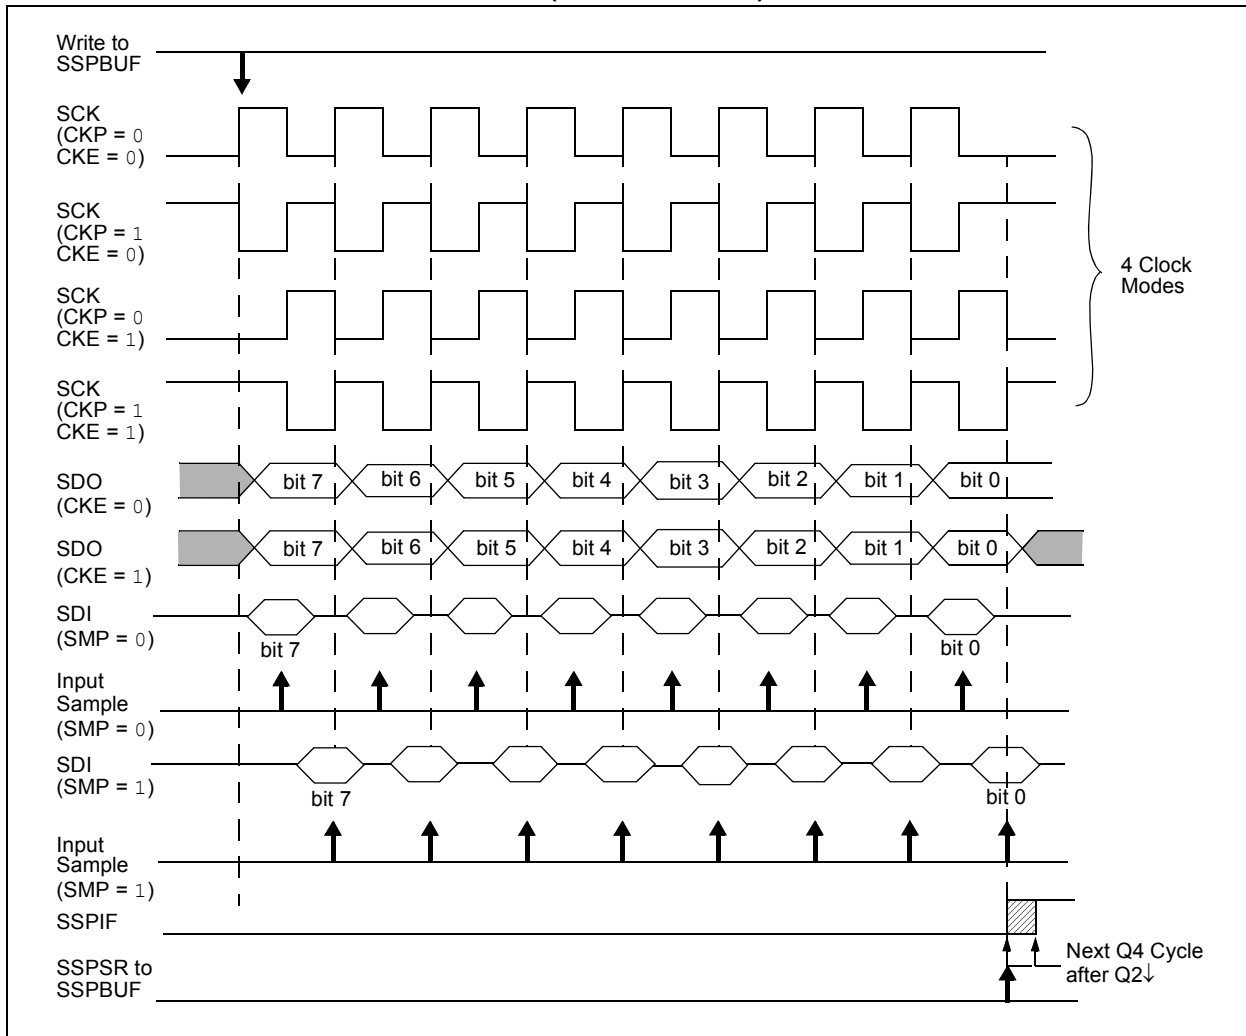 Write to
SSPBUF
SCK
(CKP = 0
CKE = 0)
SCK
(CKP = 1
CKE = 0)
4 Clock
Modes
SCK
(CKP = 0
CKE = 1)
SCK
(CKP = 1
CKE = 1)
SDO
(CKE = 0)
bit 7 bit 6 bit 5 bit 4 bit 3 bit 2 bit 1 bit 0
SDO
(CKE = 1)
bit 7 bit 6 bit 5 bit 4 bit 3 bit 2 bit 1 bit 0
SDI
(SMP = 0)
bit 7 bit 0
Input
Sample
(SMP = 0)
SDI
(SMP = 1)
bit 7 bit 0
Input
Sample
(SMP = 1)
SSPIF
SSPSR to
SSPBUF
Next Q4 Cycle
after Q2↓